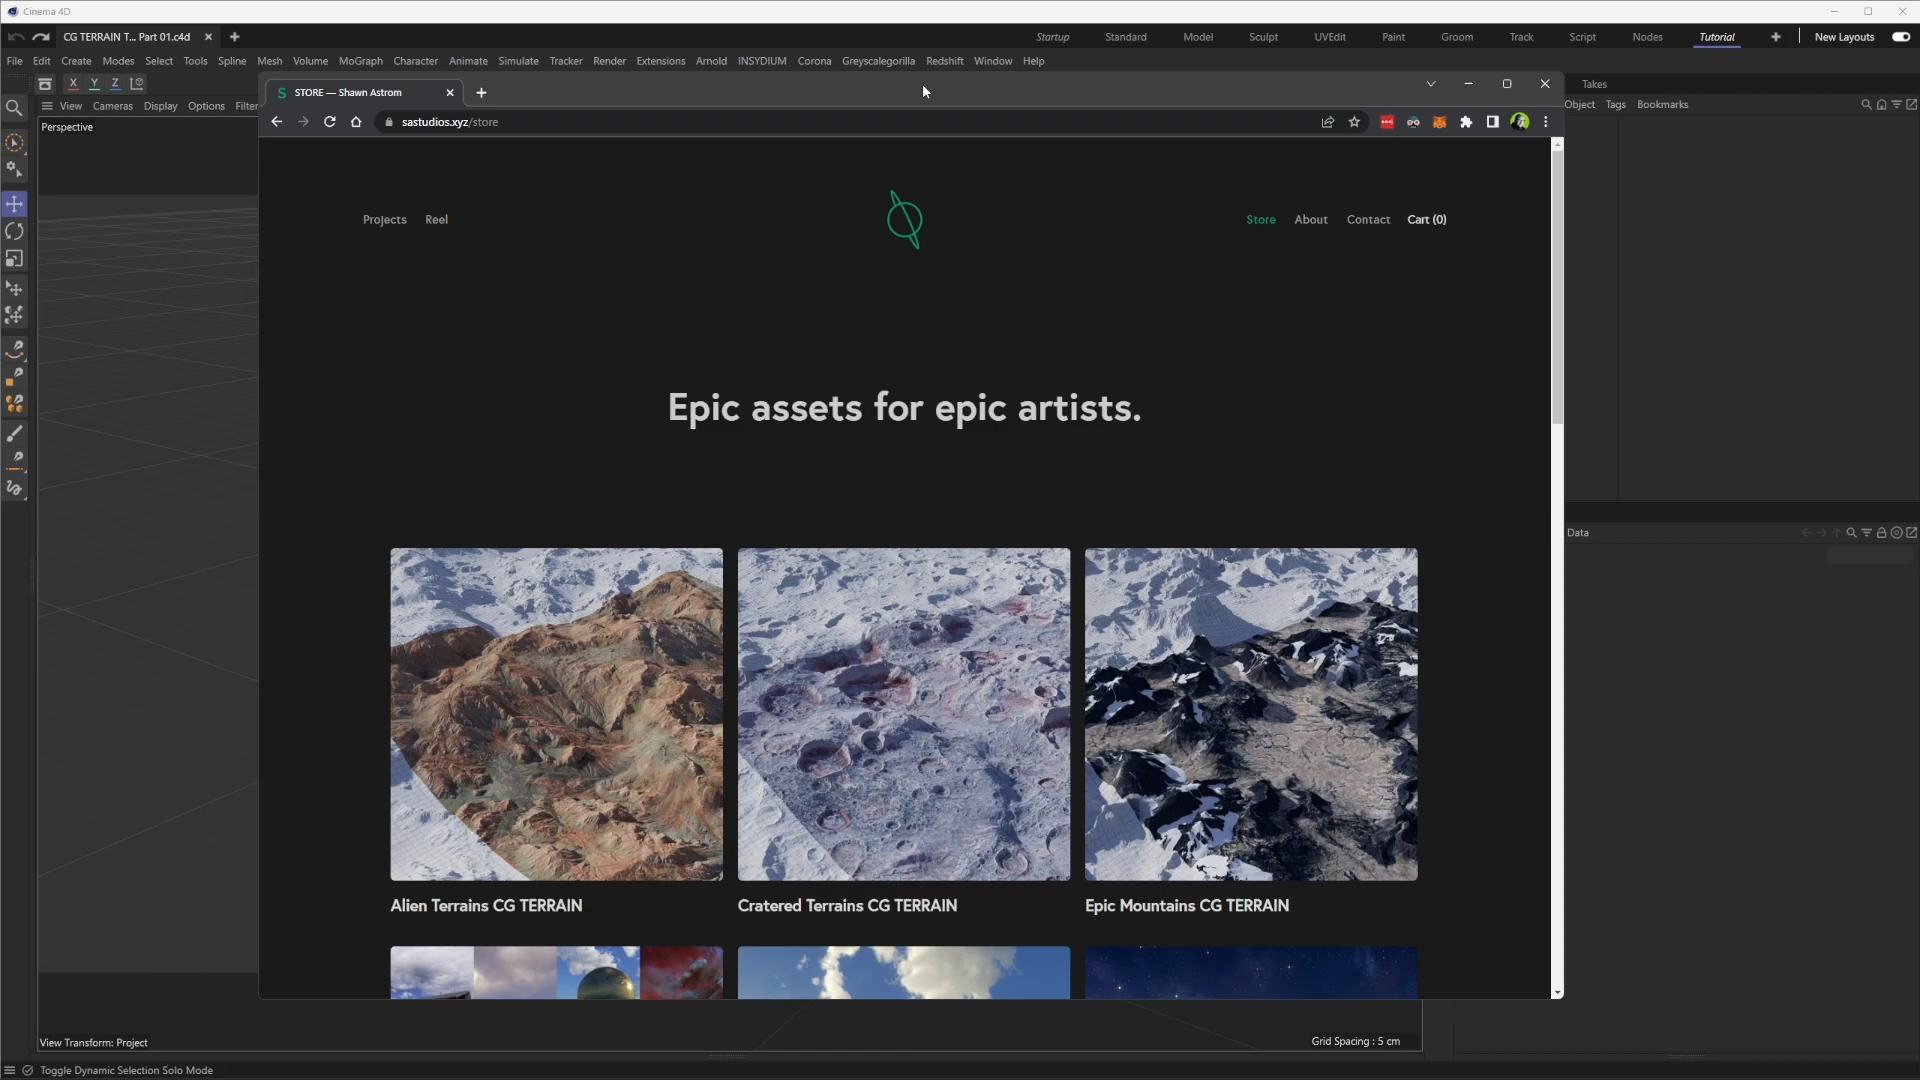 Cinema 4D
CG TERRAIN T... Part 01.c4d
Startup Standard Model Sculpt UVEdit Paint Groom Track Script Nodes Tutorial New Layouts
File Edit Create Modes Select Tools Spline Mesh Volume MoGraph Character Animate Simulate Tracker Render Extensions Arnold INSYDIUM Corona Greyscalegorilla Redshift Window Help
X Y Z
Takes
STORE — Shawn Astrom
View Cameras Display Options Filter
Object Tags Bookmarks
sastudios.xyz/store
Perspective
Projects Reel
Store About Contact Cart (0)
Epic assets for epic artists.
Data
Alien Terrains CG TERRAIN
Cratered Terrains CG TERRAIN
Epic Mountains CG TERRAIN
View Transform: Project
Grid Spacing : 5 cm
Toggle Dynamic Selection Solo Mode